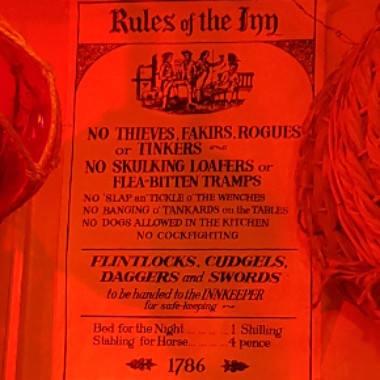 Rules of the Inn
NO THIEVES, FAKIRS, ROGUES
or TINKERS
NO SKULKING LOAFERS or
FLEA-BITTEN TRAMPS
NO 'SLAP an' TICKLE o' THE WENCHES
NO BANGING o' TANKARDS on the TABLES
NO DOGS ALLOWED IN THE KITCHEN
NO COCKFIGHTING
FLINTLOCKS, CUDGELS,
DAGGERS and SWORDS
to be handed to the INNKEEPER
for safe-keeping
Bed for the Night ........ 1 Shilling
Stabling for Horse........ 4 pence
1786